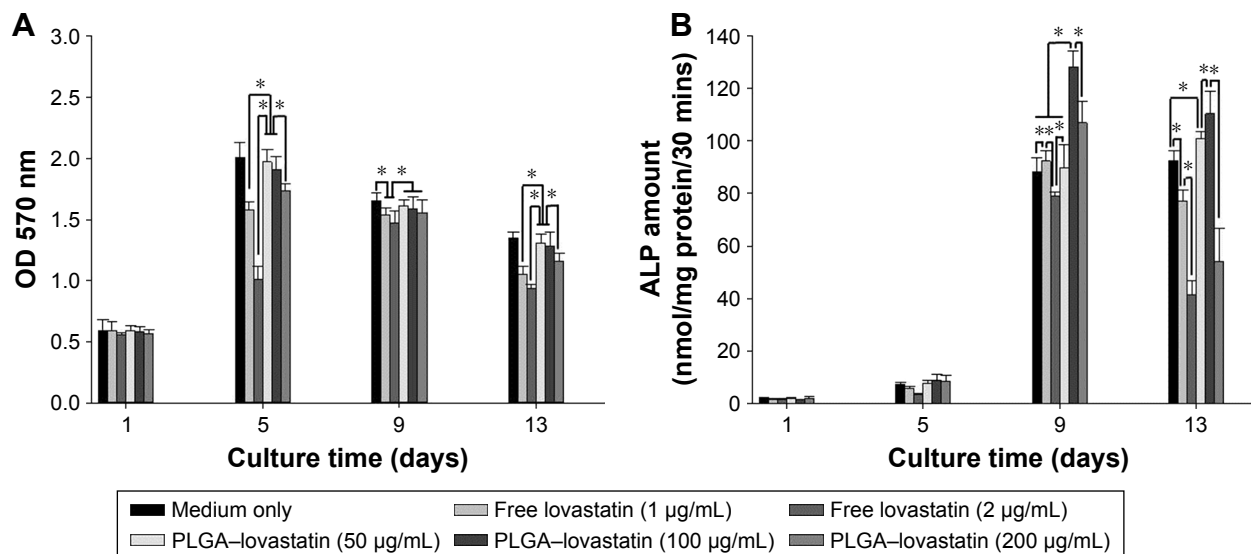 A
3.0
2.5
2.0
1.5
1.0
0.5
0.0
OD 570 nm
* * * *
* *
* * * *
1 5 9 13
Culture time (days)
B
140
120
100
80
60
40
20
0
ALP amount
(nmol/mg protein/30 mins)
* *
* ** *
* ** * *
1 5 9 13
Culture time (days)
Medium only Free lovastatin (1 µg/mL) Free lovastatin (2 µg/mL)
PLGA–lovastatin (50 µg/mL) PLGA–lovastatin (100 µg/mL) PLGA–lovastatin (200 µg/mL)